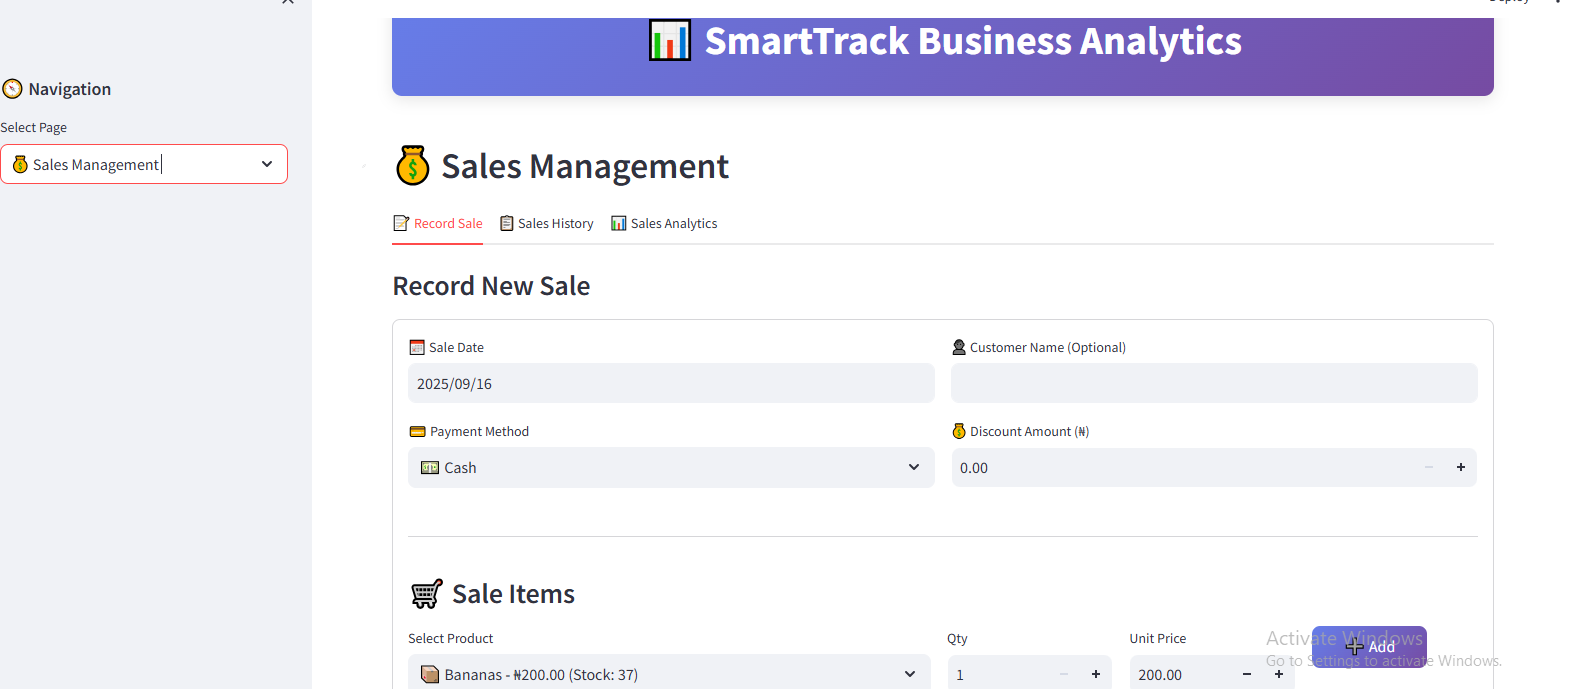 SmartTrack Business Analytics
Navigation
Select Page
Sales Management
Sales Management
Record Sale Sales History Sales Analytics
Record New Sale
Sale Date Customer Name (Optional)
2025/09/16
Payment Method Discount Amount (₦)
Cash 0.00 − +
Sale Items
Select Product Qty Unit Price
Add
Bananas - ₦200.00 (Stock: 37) 1 − + 200.00 − +
Activate Windows
Go to Settings to activate Windows.